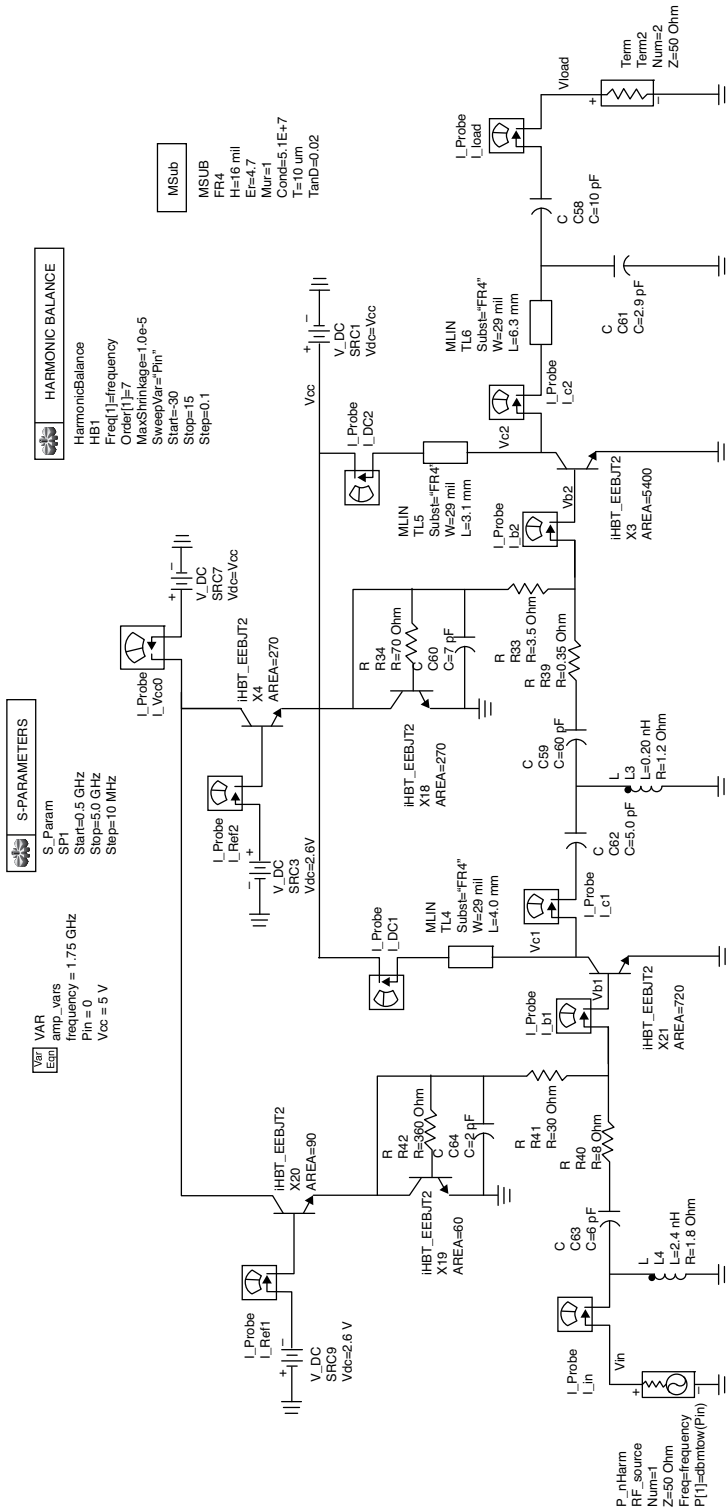 Var
Eqn
VAR
amp_vars
frequency = 1.75 GHz
Pin = 0
Vcc = 5 V
S-PARAMETERS
S_Param
SP1
Start=0.5 GHz
Stop=5.0 GHz
Step=10 MHz
HARMONIC BALANCE
HarmonicBalance
HB1
Freq[1]=frequency
Order[1]=7
MaxShrinkage=1.0e-5
SweepVar="Pin"
Start=-30
Stop=15
Step=0.1
MSub
MSUB
FR4
H=16 mil
Er=4.7
Mur=1
Cond=5.1E+7
T=10 um
TanD=0.02
I_Probe
I_Vcc0
+ −
V_DC
SRC7
Vdc=Vcc
iHBT_EEBJT2
X20
AREA=90
I_Probe
I_Ref1
+ −
V_DC
SRC9
Vdc=2.6 V
iHBT_EEBJT2
X4
AREA=270
I_Probe
I_Ref2
− +
V_DC
SRC3
Vdc=2.6V
Vcc
+ −
V_DC
SRC1
Vdc=Vcc
iHBT_EEBJT2
X19
AREA=60
R
R42
R=360 Ohm
C
C64
C=2 pF
R
R41
R=30 Ohm
I_Probe
I_DC1
MLIN
TL4
Subst="FR4"
W=29 mil
L=4.0 mm
iHBT_EEBJT2
X18
AREA=270
R
R34
R=70 Ohm
C
C60
C=7 pF
R
R33
R=3.5 Ohm
I_Probe
I_DC2
MLIN
TL5
Subst="FR4"
W=29 mil
L=3.1 mm
P_nHarm
RF_source
Num=1
Z=50 Ohm
Freq=frequency
P[1]=dbmtow(Pin)
+
−
Vin
I_Probe
I_in
L
L4
L=2.4 nH
R=1.8 Ohm
C
C63
C=6 pF
R
R40
R=8 Ohm
I_Probe
I_b1
Vb1
iHBT_EEBJT2
X21
AREA=720
Vc1
I_Probe
I_c1
C
C62
C=5.0 pF
L
L3
L=0.20 nH
R=1.2 Ohm
C
C59
C=60 pF
R
R39
R=0.35 Ohm
I_Probe
I_b2
Vb2
iHBT_EEBJT2
X3
AREA=5400
Vc2
I_Probe
I_c2
MLIN
TL6
Subst="FR4"
W=29 mil
L=6.3 mm
C
C61
C=2.9 pF
C
C58
C=10 pF
I_Probe
I_load
Vload
+
−
Term
Term2
Num=2
Z=50 Ohm